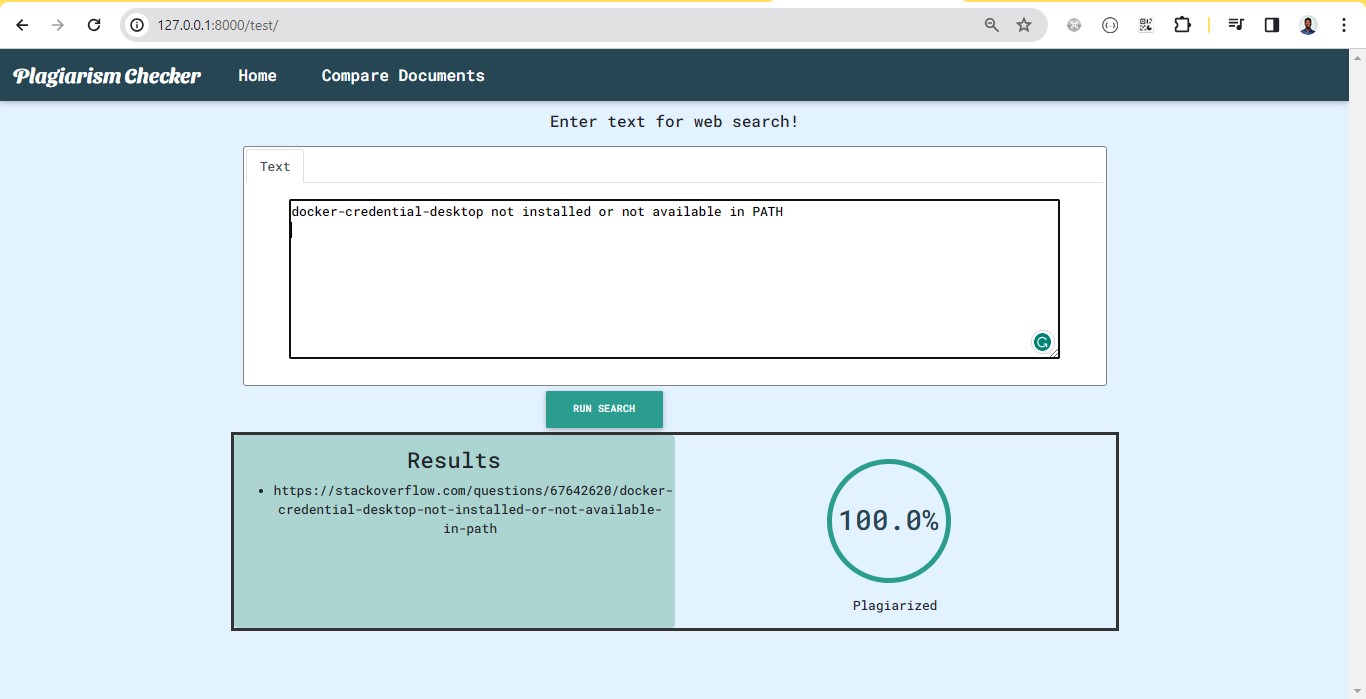 127.0.0.1:8000/test/
Plagiarism Checker Home Compare Documents
Enter text for web search!
Text
docker-credential-desktop not installed or not available in PATH
RUN SEARCH
Results
https://stackoverflow.com/questions/67642620/docker-
credential-desktop-not-installed-or-not-available-
in-path
100.0%
Plagiarized